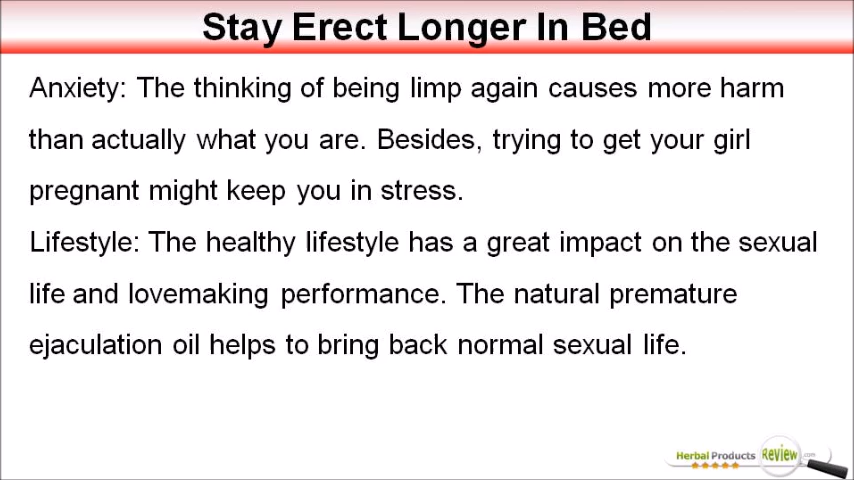 Stay Erect Longer In Bed
Anxiety: The thinking of being limp again causes more harm
than actually what you are. Besides, trying to get your girl
pregnant might keep you in stress.
Lifestyle: The healthy lifestyle has a great impact on the sexual
life and lovemaking performance. The natural premature
ejaculation oil helps to bring back normal sexual life.
Herbal Products Review.com